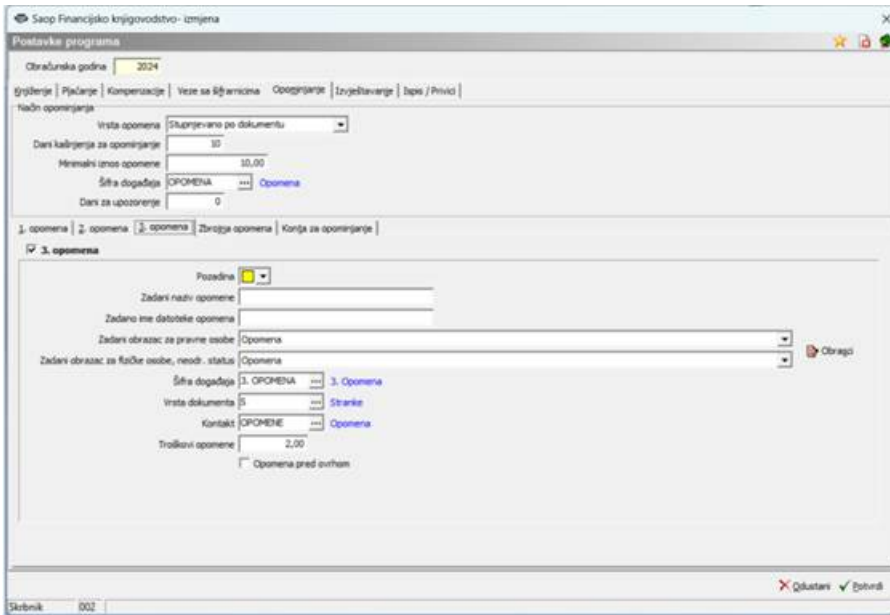 Saop Financijsko knjigovodstvo- izmjena
Postavke programa
Obračunska godina 2024
Knjiženje | Plaćanje | Kompenzacije | Veze sa šiframicima | Opominjanje | Izvještavanje | Ispis / Privici
Način opominjanja
Vrsta opomena Stupnjevano po dokumentu
Dani kašnjenja za opominjanje 10
Minimalni iznos opomene 10,00
Šifra događaja OPOMENA ... Opomena
Dani za upozorenje 0
1. opomena | 2. opomena | 3. opomena | Zbrojna opomena | Konta za opominjanje
3. opomena
Pozadina
Zadani naziv opomene
Zadano ime datoteke opomena
Zadani obrazac za pravne osobe Opomena
Obrasci
Zadani obrazac za fizičke osobe, neodr. status Opomena
Šifra događaja 3. OPOMENA ... 3. Opomena
Vrsta dokumenta S ... Stranke
Kontakt OPOMENE ... Opomena
Troškovi opomene 2,00
Opomena pred ovrhom
Odustani Potvrdi
Skrbnik 002